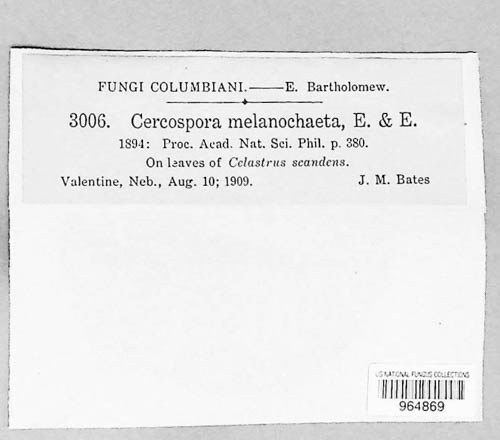 FUNGI COLUMBIANI.——E. Bartholomew.
3006. Cercospora melanochaeta, E. & E.
1894: Proc. Acad. Nat. Sci. Phil. p. 380.
On leaves of Celastrus scandens.
Valentine, Neb., Aug. 10; 1909. J. M. Bates
US NATIONAL FUNGUS COLLECTIONS
964869